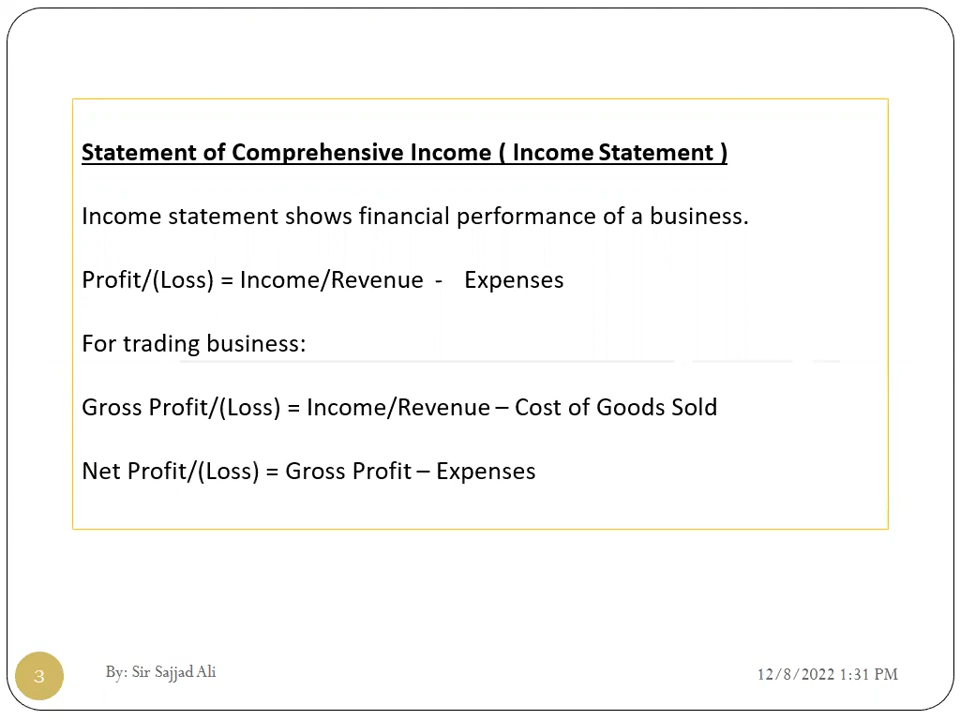 Statement of Comprehensive Income ( Income Statement )
Income statement shows financial performance of a business.
Profit/(Loss) = Income/Revenue - Expenses
For trading business:
Gross Profit/(Loss) = Income/Revenue – Cost of Goods Sold
Net Profit/(Loss) = Gross Profit – Expenses
3
By: Sir Sajjad Ali
12/8/2022 1:31 PM